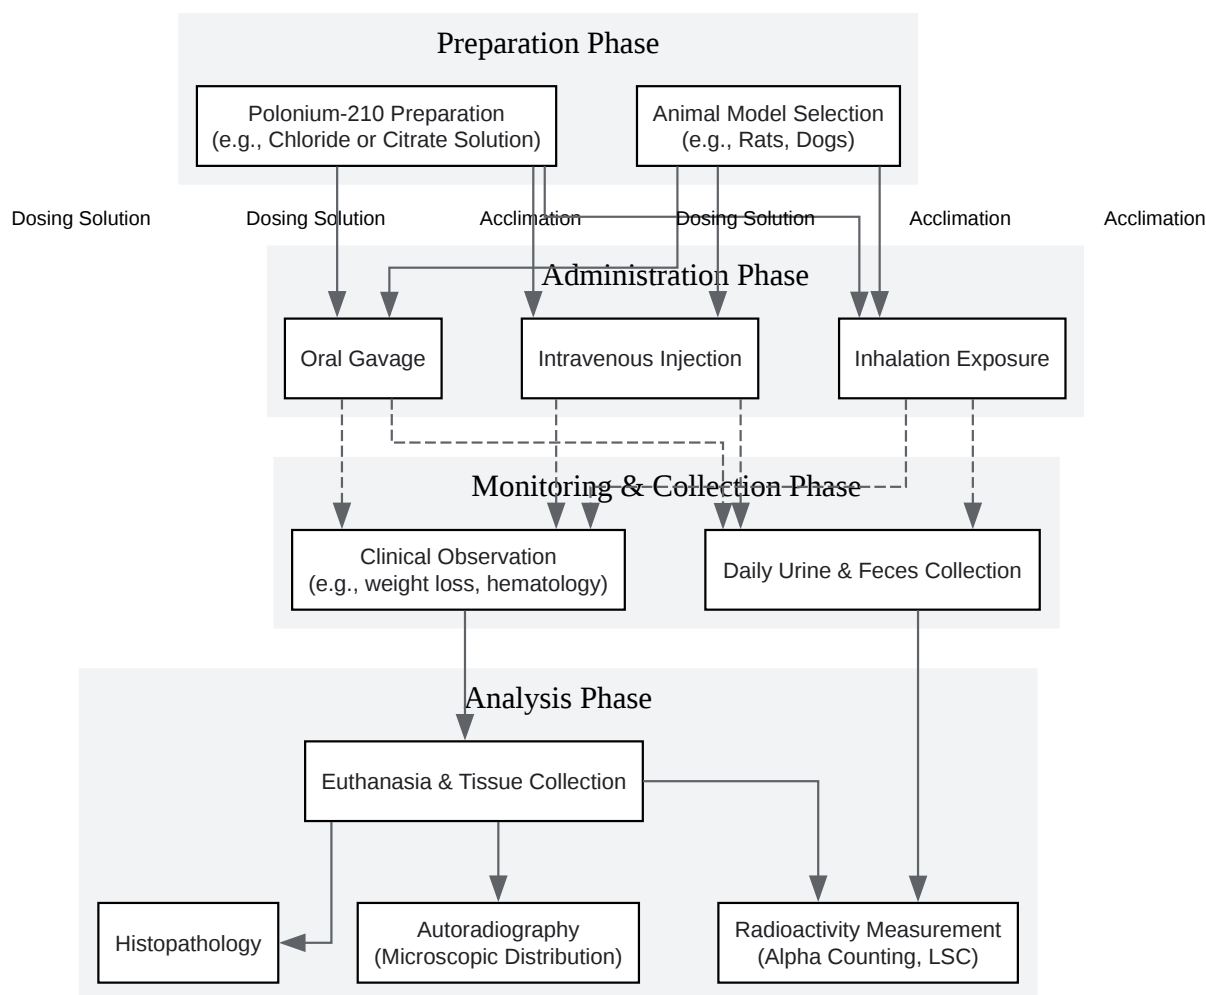 Preparation Phase
Polonium-210 Preparation
(e.g., Chloride or Citrate Solution)
Animal Model Selection
(e.g., Rats, Dogs)
Dosing Solution
Dosing Solution
Acclimation
Dosing Solution
Acclimation
Acclimation
Administration Phase
Oral Gavage
Intravenous Injection
Inhalation Exposure
Monitoring & Collection Phase
Clinical Observation
(e.g., weight loss, hematology)
Daily Urine & Feces Collection
Analysis Phase
Euthanasia & Tissue Collection
Histopathology
Autoradiography
(Microscopic Distribution)
Radioactivity Measurement
(Alpha Counting, LSC)